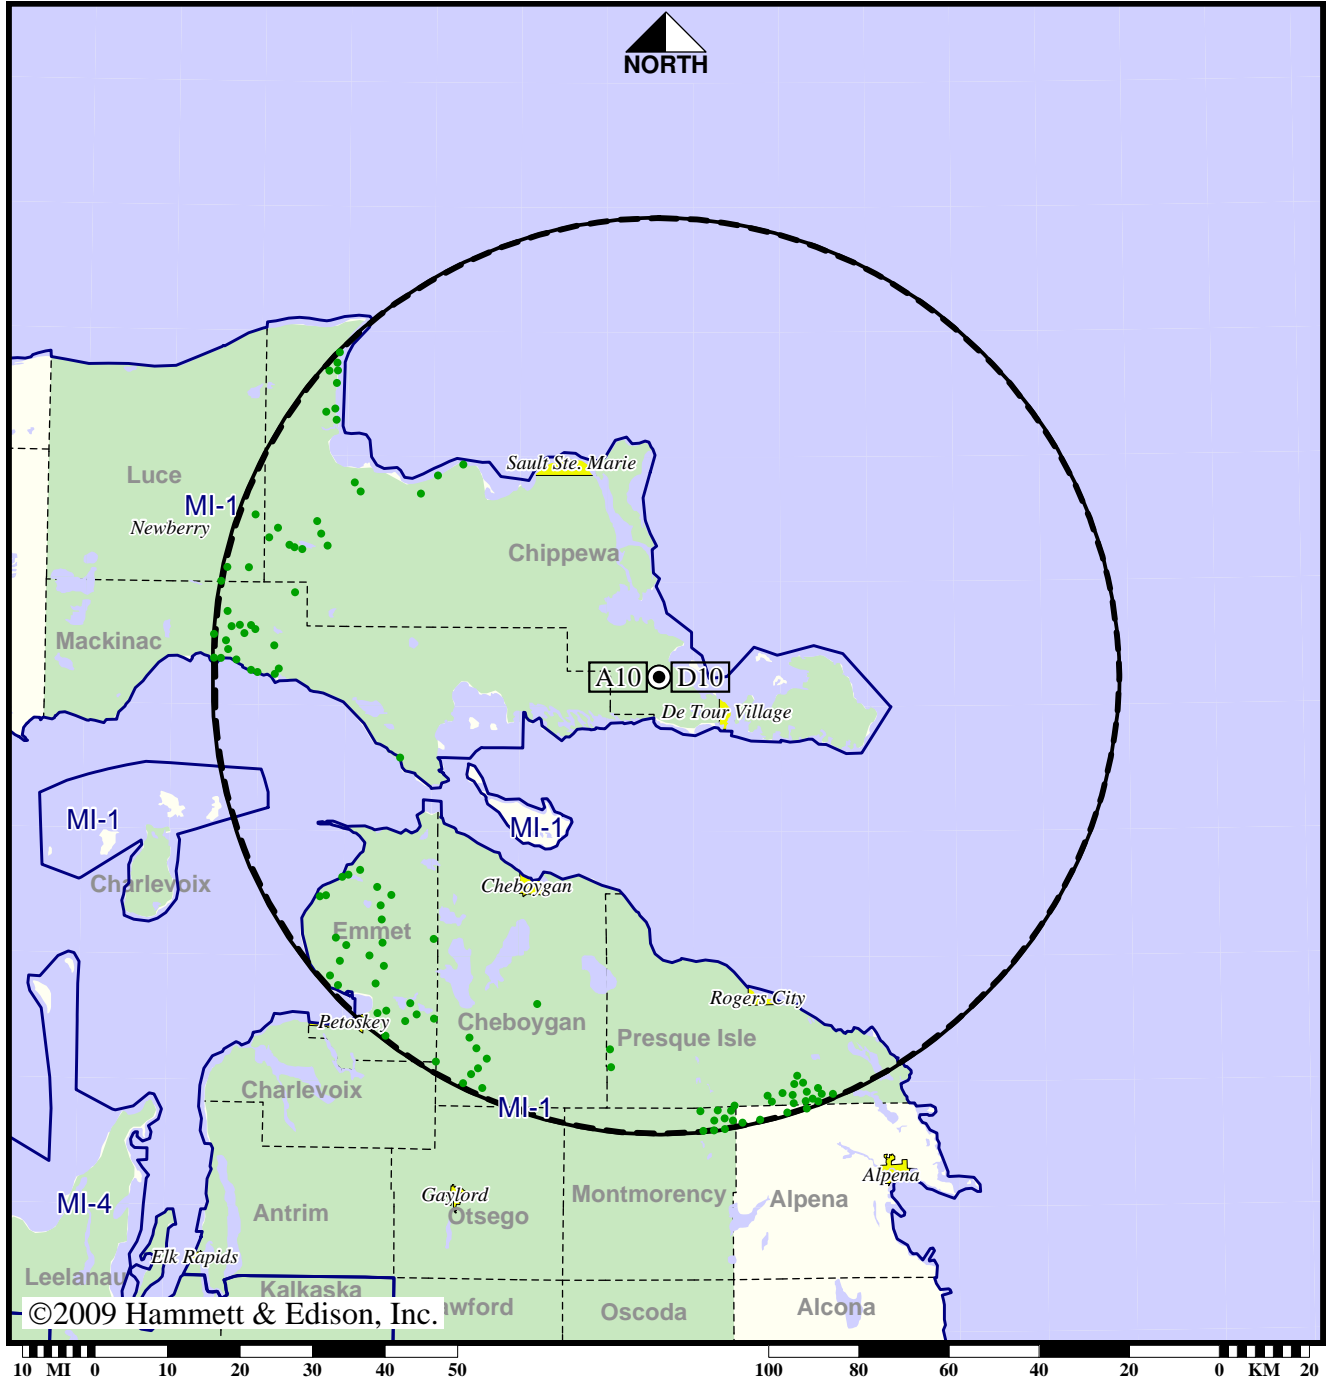 NORTH
Sault Ste. Marie
Luce
MI-1
Newberry
Chippewa
Mackinac
A10
D10
De Tour Village
MI-1
MI-1
Charlevoix
Cheboygan
Emmet
Rogers City
Petoskey
Cheboygan
Presque Isle
Charlevoix
MI-1
Alpena
MI-4
Gaylord
Montmorency
Alpena
Antrim
Otsego
Elk Rapids
Leelanau
Kalkaska
©2009 Hammett & Edison, Inc.
awford
Oscoda
Alcona
10 MI 0 10 20 30 40 50
100 80 60 40 20 0 KM 20